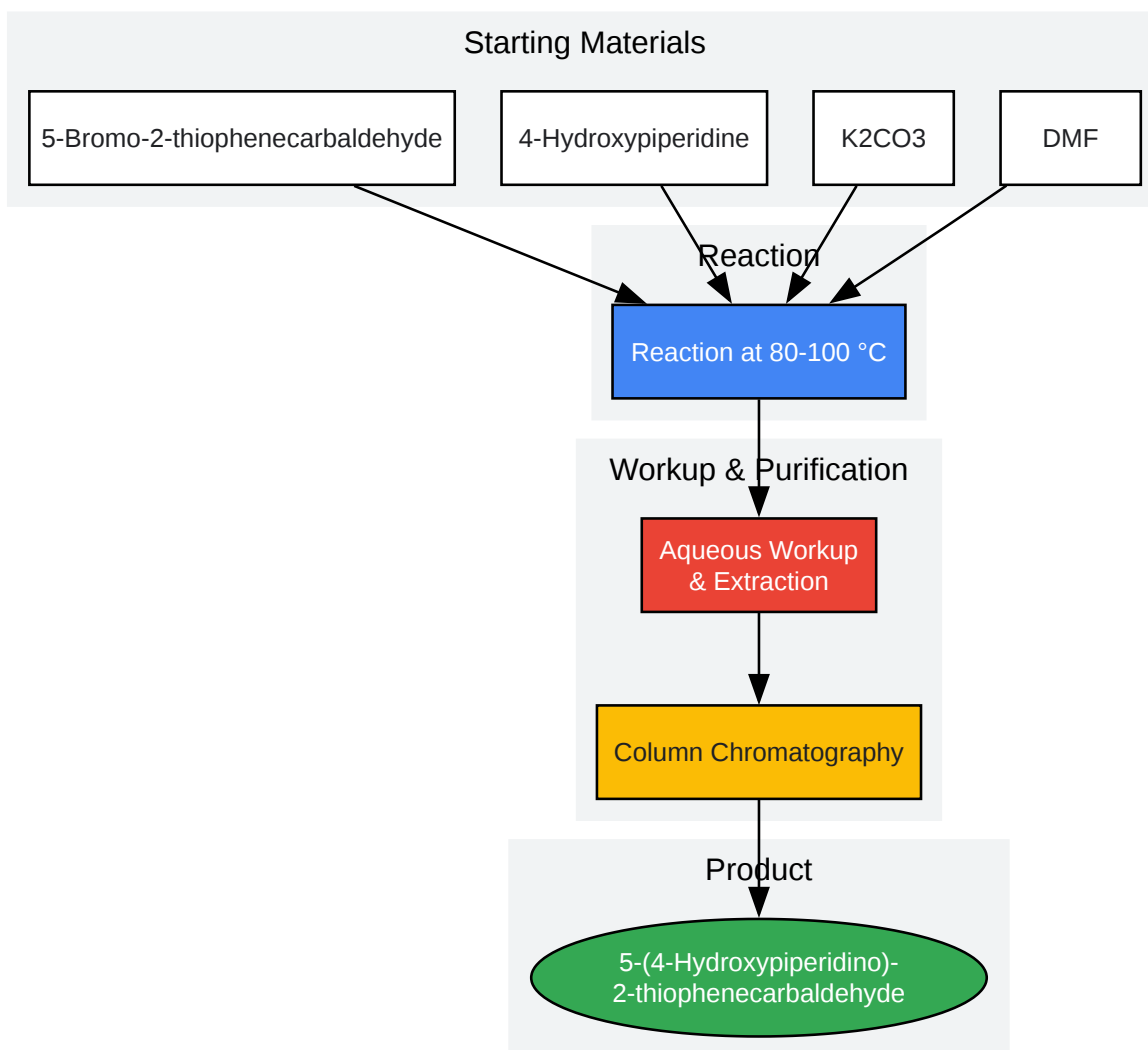 Starting Materials
5-Bromo-2-thiophenecarbaldehyde
4-Hydroxypiperidine
K2CO3
DMF
Reaction
Reaction at 80-100 °C
Workup & Purification
Aqueous Workup
& Extraction
Column Chromatography
Product
5-(4-Hydroxypiperidino)-
2-thiophenecarbaldehyde